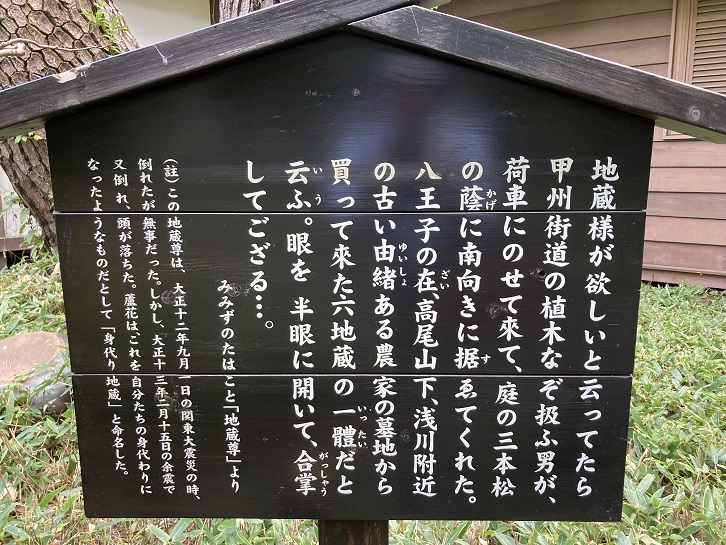 地蔵様が欲しいと云ってたら
甲州街道の植木なぞ扱ふ男が、
荷車にのせて來て、庭の三本松
の蔭に南向きに据ゑてくれた。
八王子の在、高尾山下、浅川附近
の古い由緒ある農家の墓地から
買って來た六地蔵の一體だと
云ふ。眼を半眼に開いて、合掌
してござる…。
みみずのたはこと「地蔵尊」より
(註)この地蔵尊は、大正十二年九月一日の関東大震災の時、
倒れたが無事だった。しかし、大正十三年一月十五日の余震で
又倒れ、頭が落ちた。蘆花はこれを自分たちの身代わりに
なったようなものだとして「身代り地蔵」と命名した。